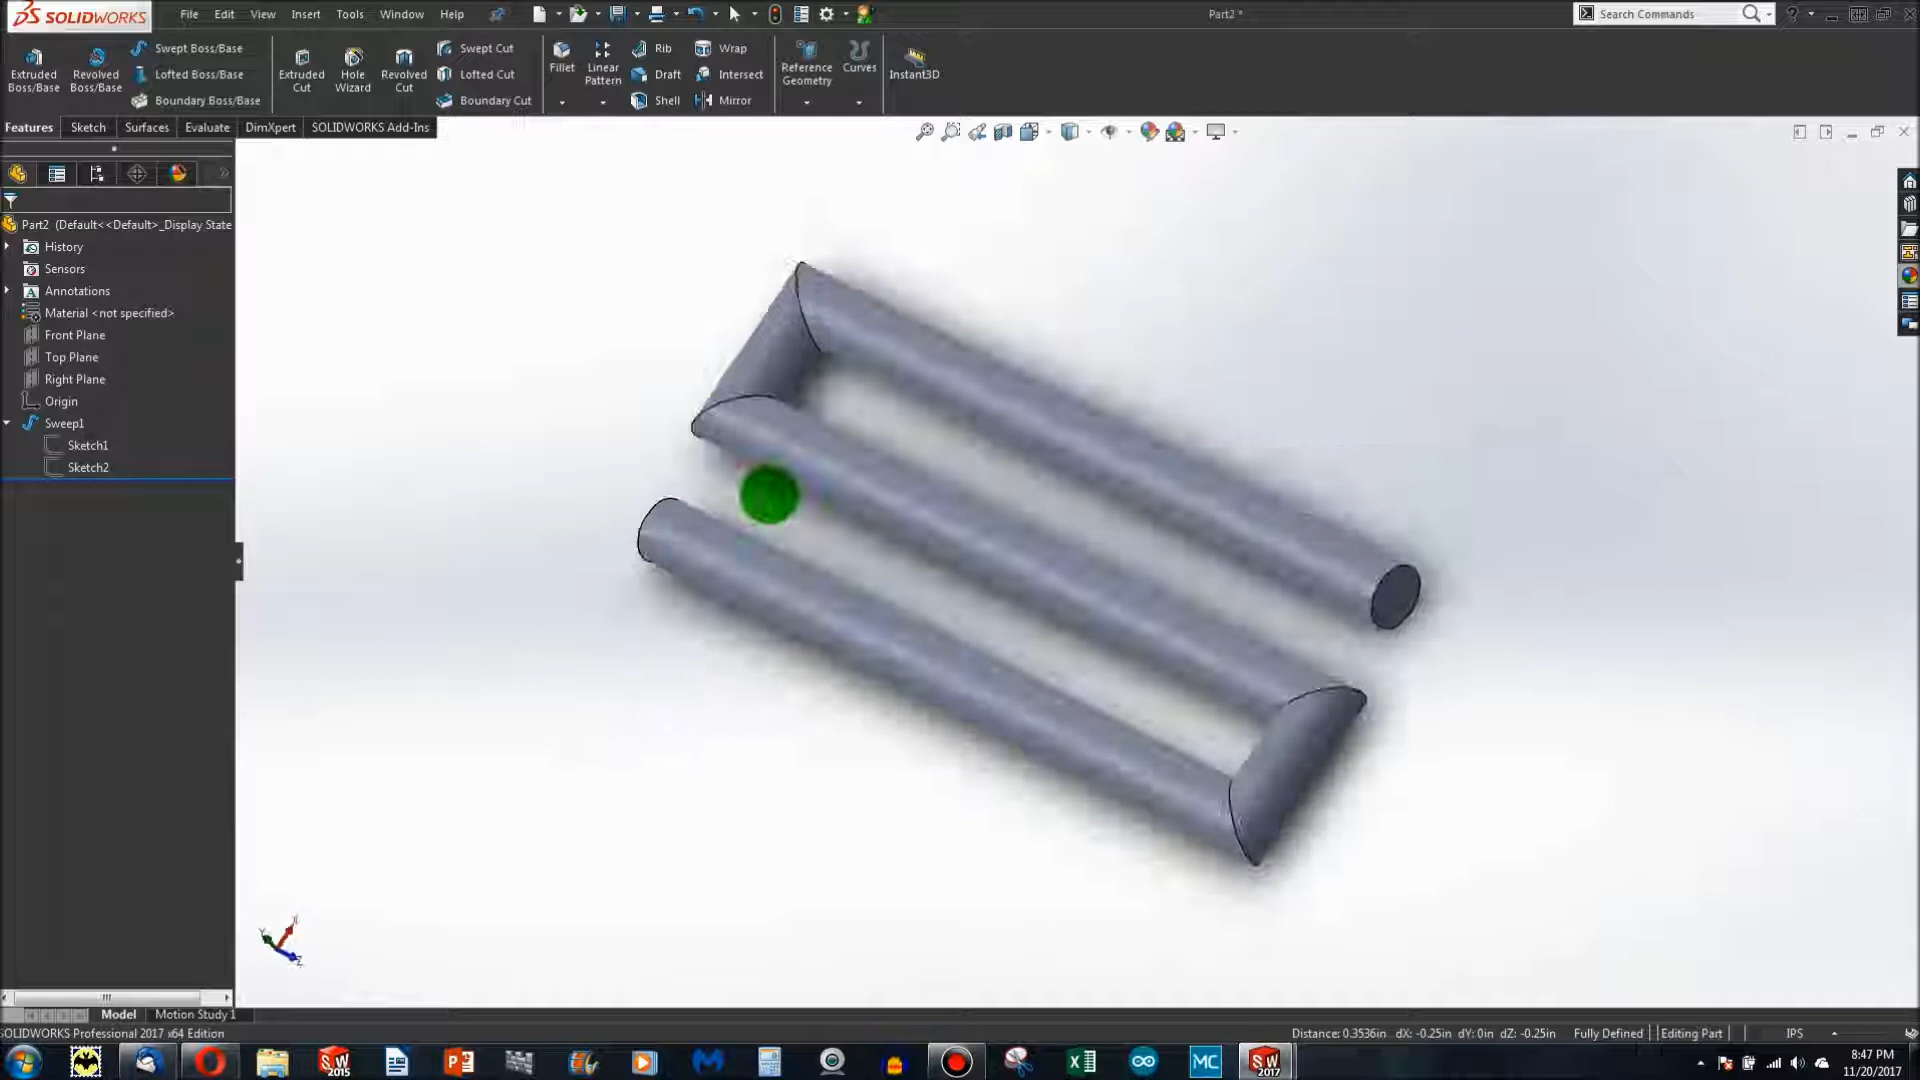 SOLIDWORKS File Edit View Insert Tools Window Help Part2 * Search Commands ?
Extruded Boss/Base Revolved Boss/Base Swept Boss/Base Lofted Boss/Base Boundary Boss/Base Extruded Cut Hole Wizard Revolved Cut Swept Cut Lofted Cut Boundary Cut Fillet Linear Pattern Rib Draft Shell Wrap Intersect Mirror Reference Geometry Curves Instant3D
Features Sketch Surfaces Evaluate DimXpert SOLIDWORKS Add-Ins
Part2 (Default<<Default>_Display State
History
Sensors
Annotations
Material <not specified>
Front Plane
Top Plane
Right Plane
Origin
Sweep1
Sketch1
Sketch2
Model Motion Study 1
SOLIDWORKS Professional 2017 x64 Edition Distance: 0.3536in dX: -0.25in dY: 0in dZ: -0.25in Fully Defined Editing Part IPS
SW 2015 MC SW 2017 8:47 PM
11/20/2017